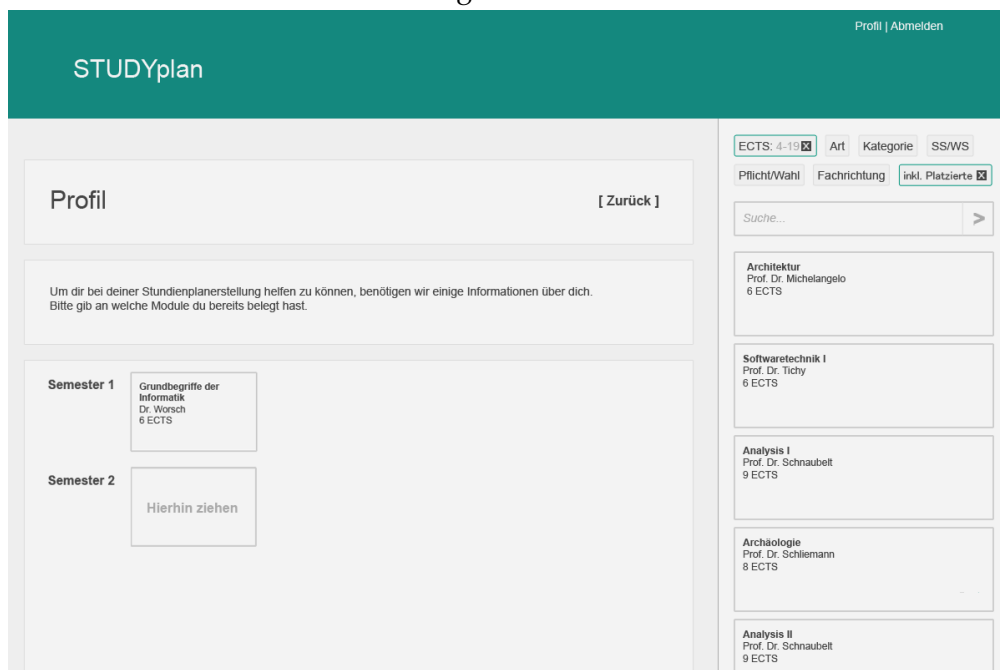 Profil | Abmelden
STUDYplan
Profil
[ Zurück ]
Um dir bei deiner Stundienplanerstellung helfen zu können, benötigen wir einige Informationen über dich.
Bitte gib an welche Module du bereits belegt hast.
Semester 1
Grundbegriffe der
Informatik
Dr. Worsch
6 ECTS
Semester 2
Hierhin ziehen
ECTS: 4-19
Art
Kategorie
SS/WS
Pflicht/Wahl
Fachrichtung
inkl. Platzierte
Suche...
>
Architektur
Prof. Dr. Michelangelo
6 ECTS
Softwaretechnik I
Prof. Dr. Tichy
6 ECTS
Analysis I
Prof. Dr. Schnaubelt
9 ECTS
Archäologie
Prof. Dr. Schliemann
8 ECTS
Analysis II
Prof. Dr. Schnaubelt
9 ECTS